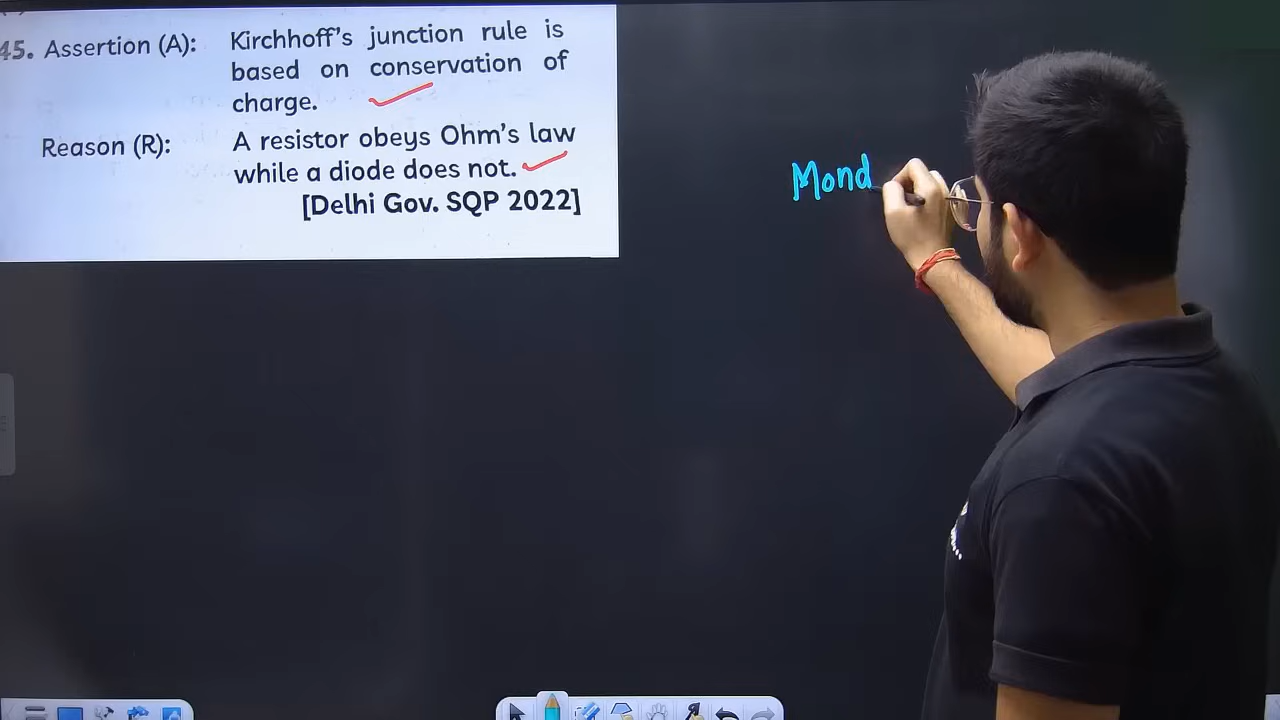 45. Assertion (A): Kirchhoff's junction rule is
based on conservation of
charge.
Reason (R): A resistor obeys Ohm's law
while a diode does not.
[Delhi Gov. SQP 2022]
Mond